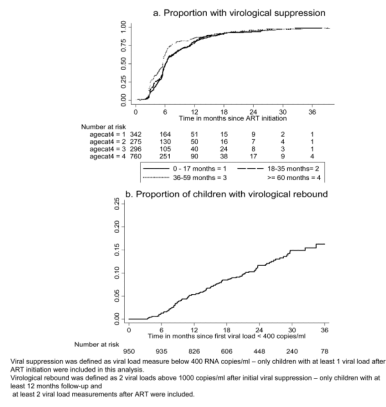 a. Proportion with virological suppression
1.00
0.75
0.50
0.25
0.00
0 6 12 18 24 30 36
Time in months since ART initiation
Number at risk
agecat4 = 1 342 164 51 15 9 2 1
agecat4 = 2 275 130 50 16 7 4 1
agecat4 = 3 296 105 40 24 8 3 1
agecat4 = 4 760 251 90 38 17 9 4
0 - 17 months = 1 18-35 months= 2
36-59 months = 3 >= 60 months = 4
b. Proportion of children with virological rebound
0.25
0.20
0.15
0.10
0.05
0.00
0 6 12 18 24 30 36
Time in months since first viral load < 400 copies/ml
Number at risk
950 935 826 606 448 240 78
Viral suppression was defined as viral load measure below 400 RNA copies/ml – only children with at least 1 viral load after
ART initiation were included in this analysis.
Virological rebound was defined as 2 viral loads above 1000 copies/ml after initial viral suppression – only children with at
least 12 months follow-up and
at least 2 viral load measurements after ART were included.